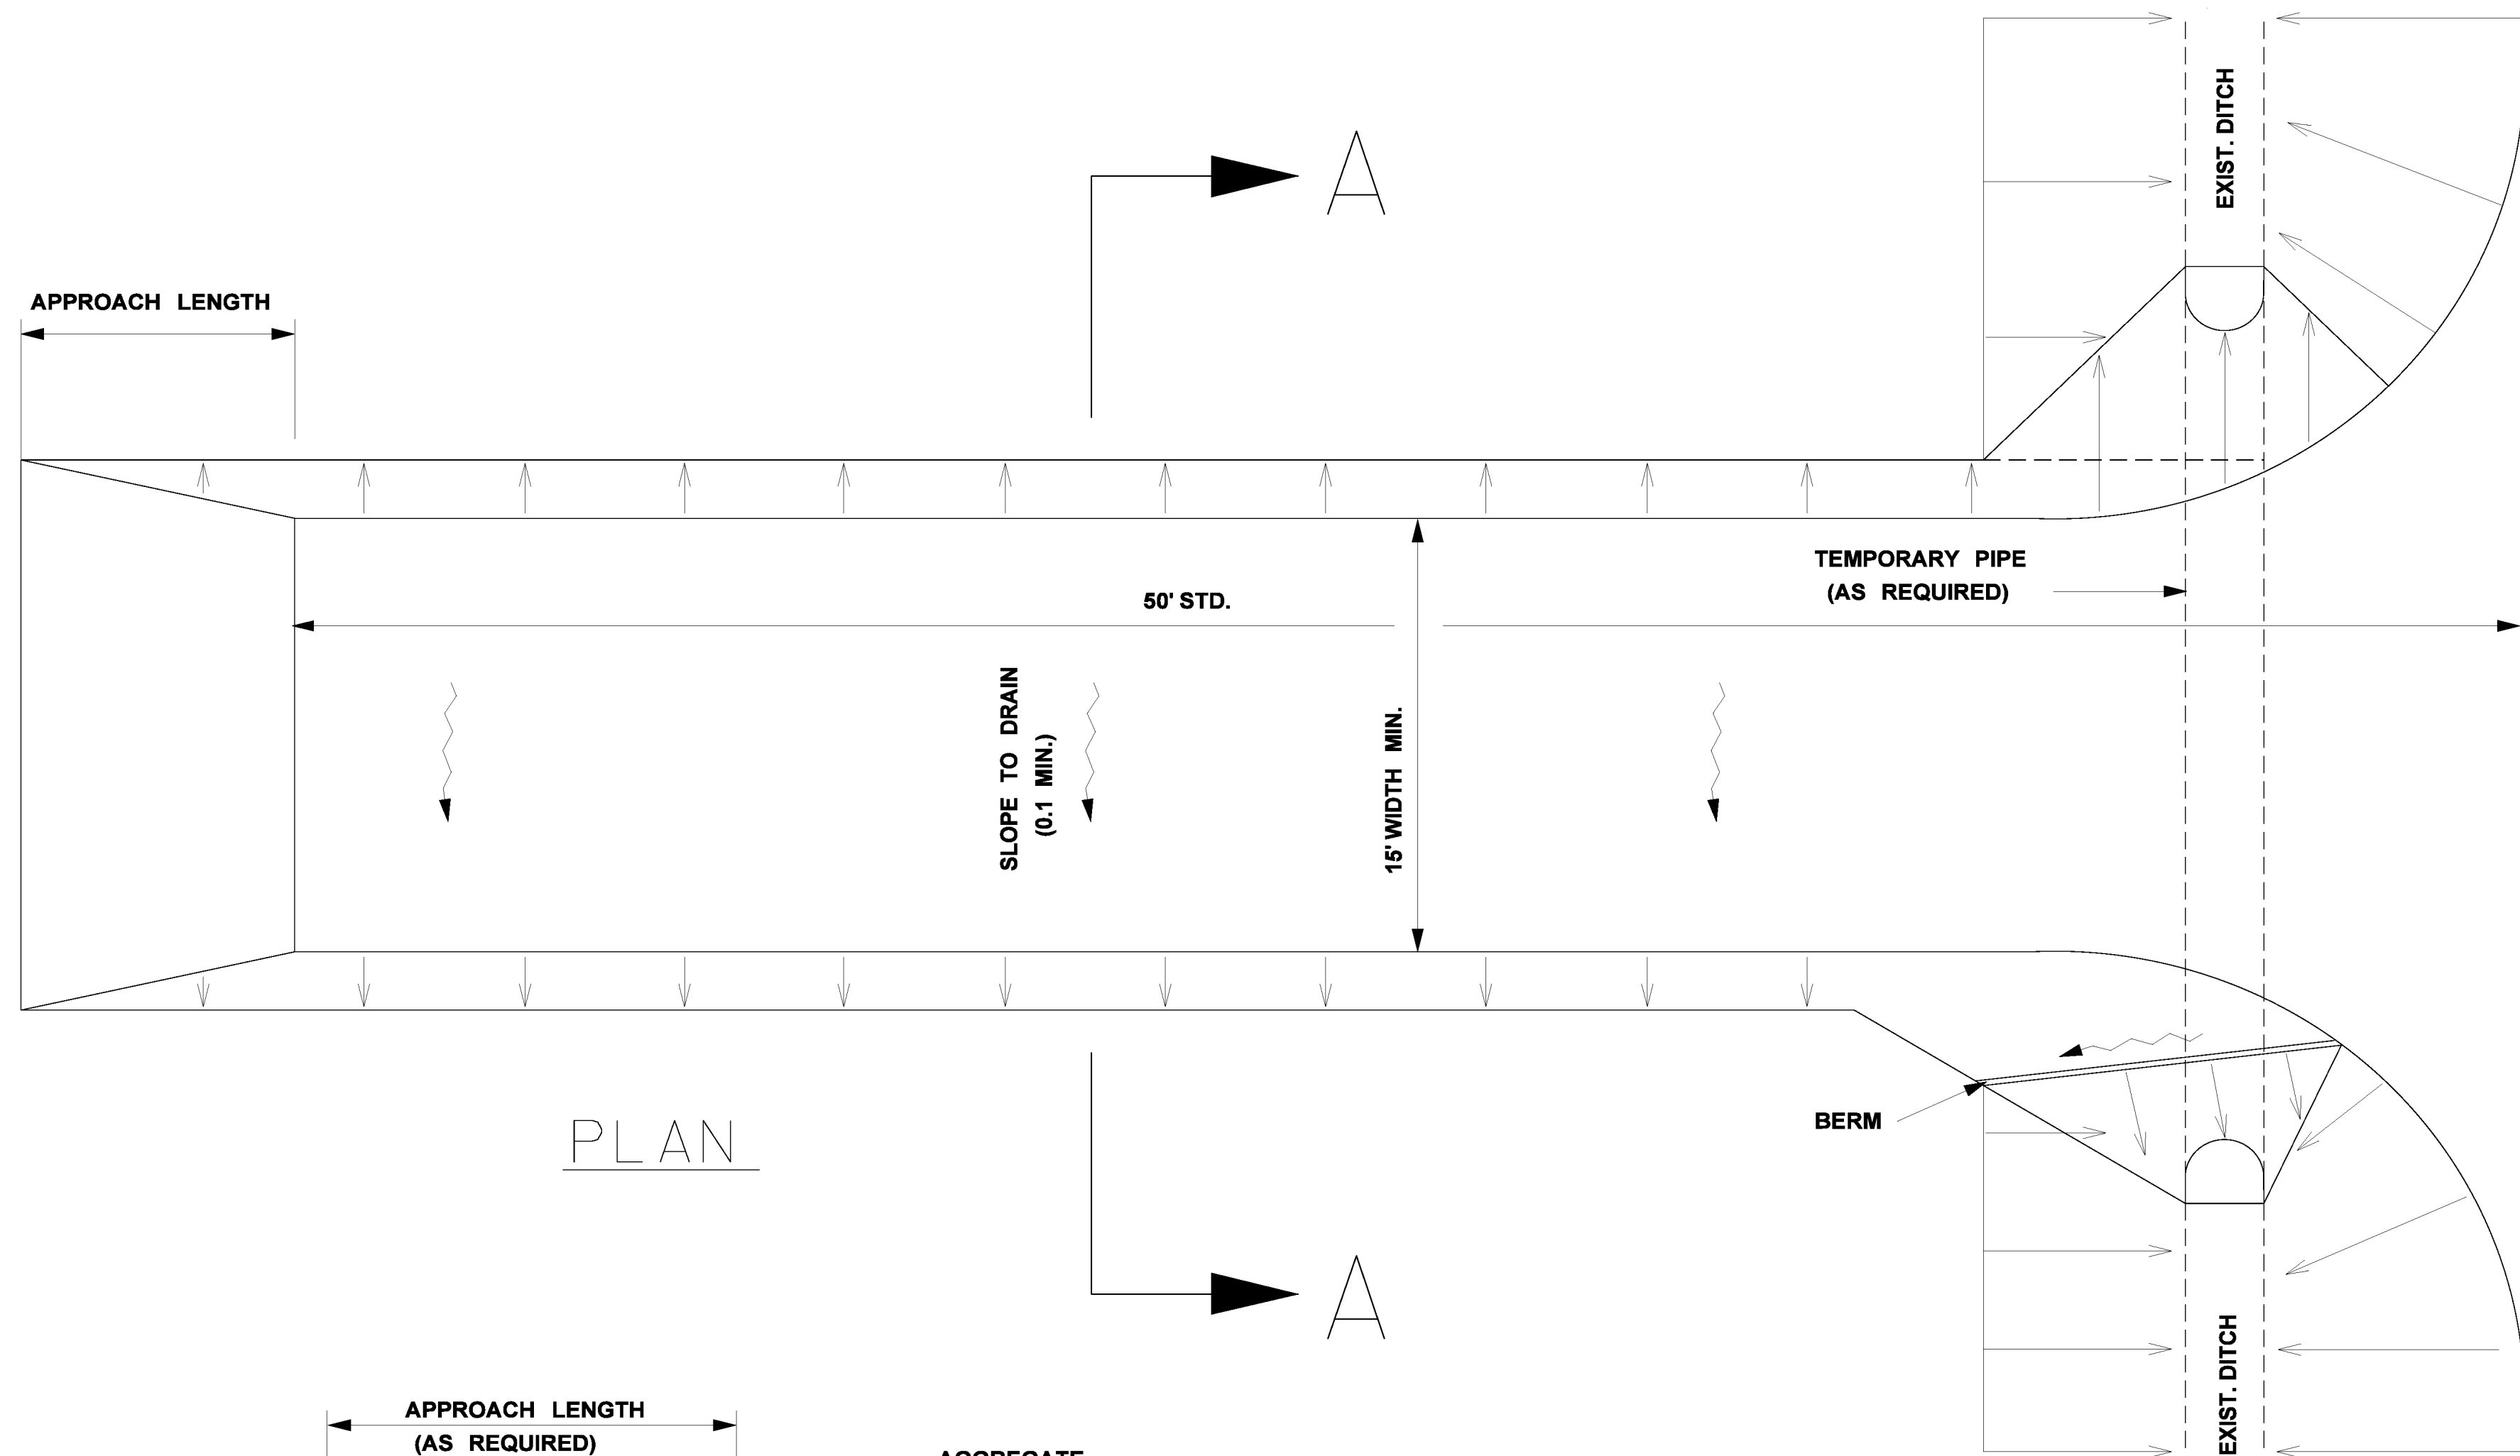 EXIST. DITCH
A
APPROACH LENGTH
TEMPORARY PIPE
(AS REQUIRED)
50' STD.
SLOPE TO DRAIN
(0.1 MIN.)
15' WIDTH MIN.
BERM
PLAN
A
EXIST. DITCH
APPROACH LENGTH
(AS REQUIRED)
AGGREGATE